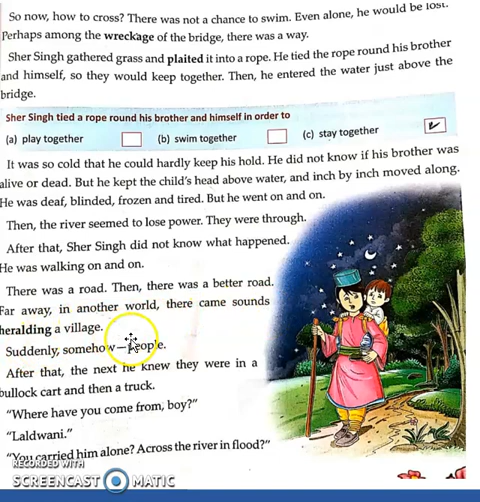 So now, how to cross? There was not a chance to swim. Even alone, he would be lost.
Perhaps among the wreckage of the bridge, there was a way.
Sher Singh gathered grass and plaited it into a rope. He tied the rope round his brother
and himself, so they would keep together. Then, he entered the water just above the
bridge.
Sher Singh tied a rope round his brother and himself in order to
(a) play together (b) swim together (c) stay together
It was so cold that he could hardly keep his hold. He did not know if his brother was
alive or dead. But he kept the child's head above water, and inch by inch moved along.
He was deaf, blinded, frozen and tired. But he went on and on.
Then, the river seemed to lose power. They were through.
After that, Sher Singh did not know what happened.
He was walking on and on.
There was a road. Then, there was a better road.
Far away, in another world, there came sounds
heralding a village.
Suddenly, somehow—people.
After that, the next he knew they were in a
bullock cart and then a truck.
"Where have you come from, boy?"
"Laldwani."
"You carried him alone? Across the river in flood?"
RECORDED WITH
SCREENCAST MATIC